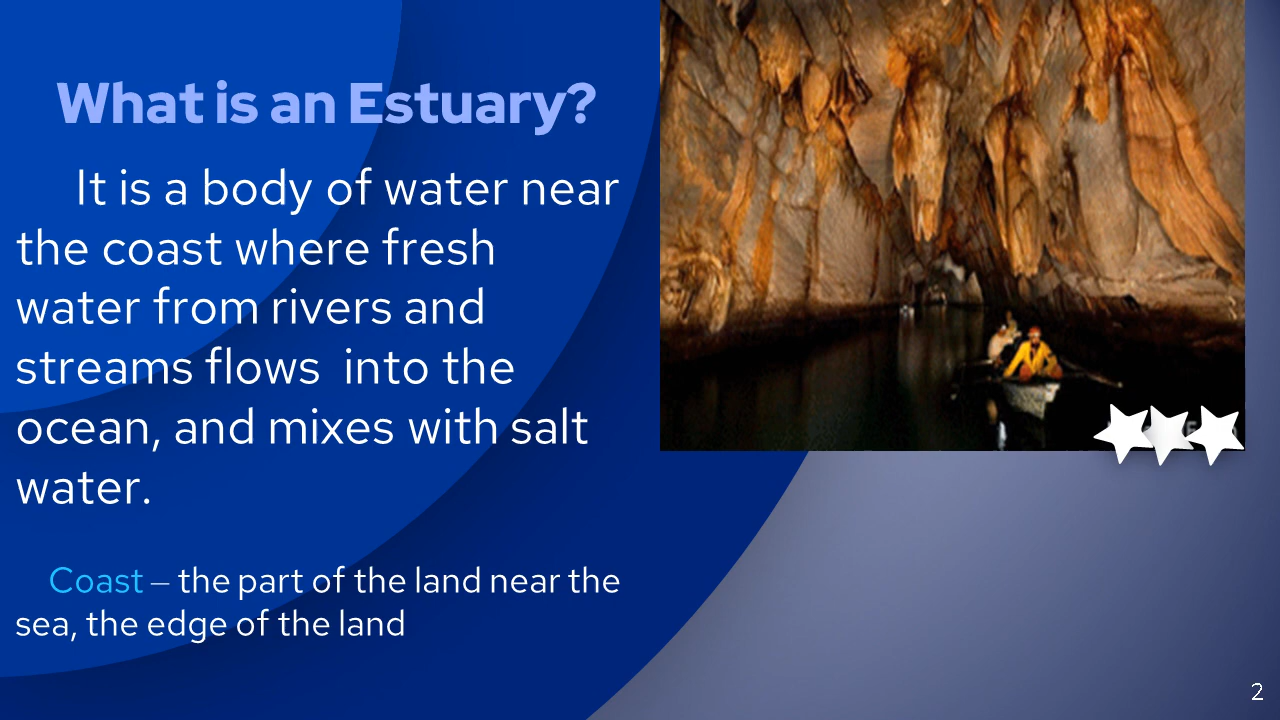 What is an Estuary?
It is a body of water near
the coast where fresh
water from rivers and
streams flows  into the
ocean, and mixes with salt
water.
Coast – the part of the land near the
sea, the edge of the land
2